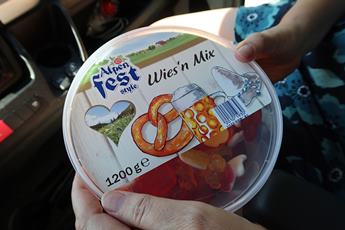 Alpen
fest
style
Wies'n Mix
1200g e